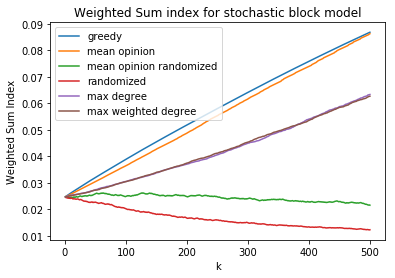 Weighted Sum index for stochastic block model
0.09
0.08
0.07
0.06
0.05
0.04
0.03
0.02
0.01
Weighted Sum Index
greedy
mean opinion
mean opinion randomized
randomized
max degree
max weighted degree
0
100
200
300
400
500
k